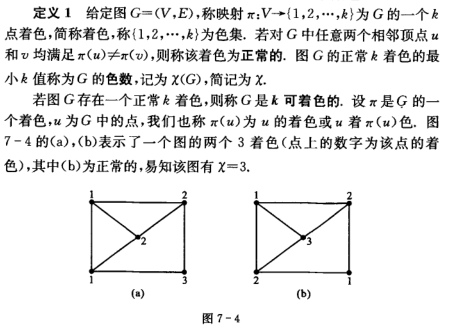 定义 1 给定图 G=(V,E),称映射 π:V→{1,2,…,k}为 G 的一个 k
点着色,简称着色,称{1,2,…,k}为色集. 若对 G 中任意两个相邻顶点 u
和 v 均满足 π(u)≠π(v),则称该着色为正常的. 图 G 的正常 k 着色的最
小 k 值称为 G 的色数,记为 χ(G),简记为 χ.
若图 G 存在一个正常 k 着色,则称 G 是 k 可着色的. 设 π 是 G 的一
个着色,u 为 G 中的点,我们也称 π(u)为 u 的着色或 u 着 π(u)色. 图
7-4 的(a),(b)表示了一个图的两个 3 着色(点上的数字为该点的着
色),其中(b)为正常的,易知该图有 χ=3.
1 2 1 2
2 3
1 3 2 1
(a) (b)
图 7-4